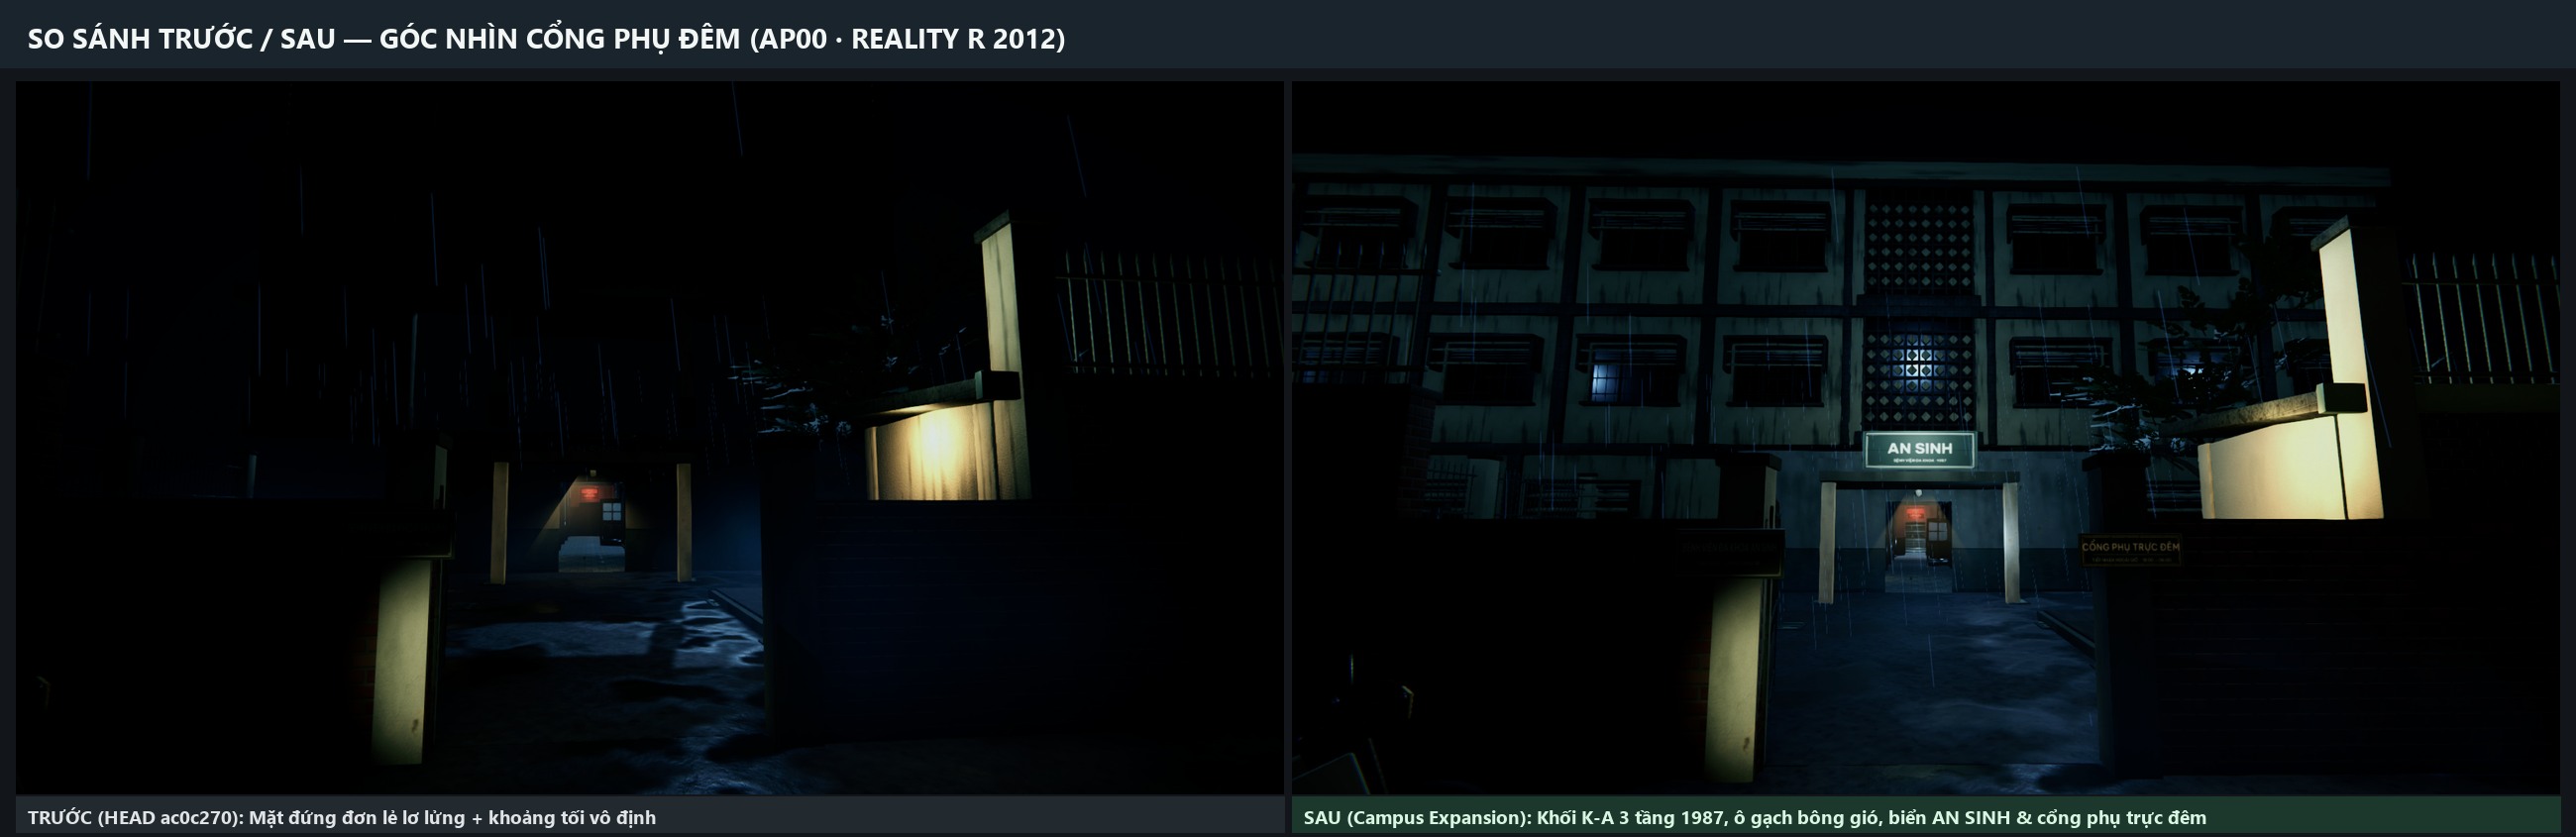 SO SÁNH TRƯỚC / SAU — GÓC NHÌN CỔNG PHỤ ĐÊM (AP00 · REALITY R 2012)
AN SINH
CỔNG PHỤ TRỰC ĐÊM
TRƯỚC (HEAD ac0c270): Mặt đứng đơn lẻ lơ lửng + khoảng tối vô định
SAU (Campus Expansion): Khối K-A 3 tầng 1987, ô gạch bông gió, biển AN SINH & cổng phụ trực đêm